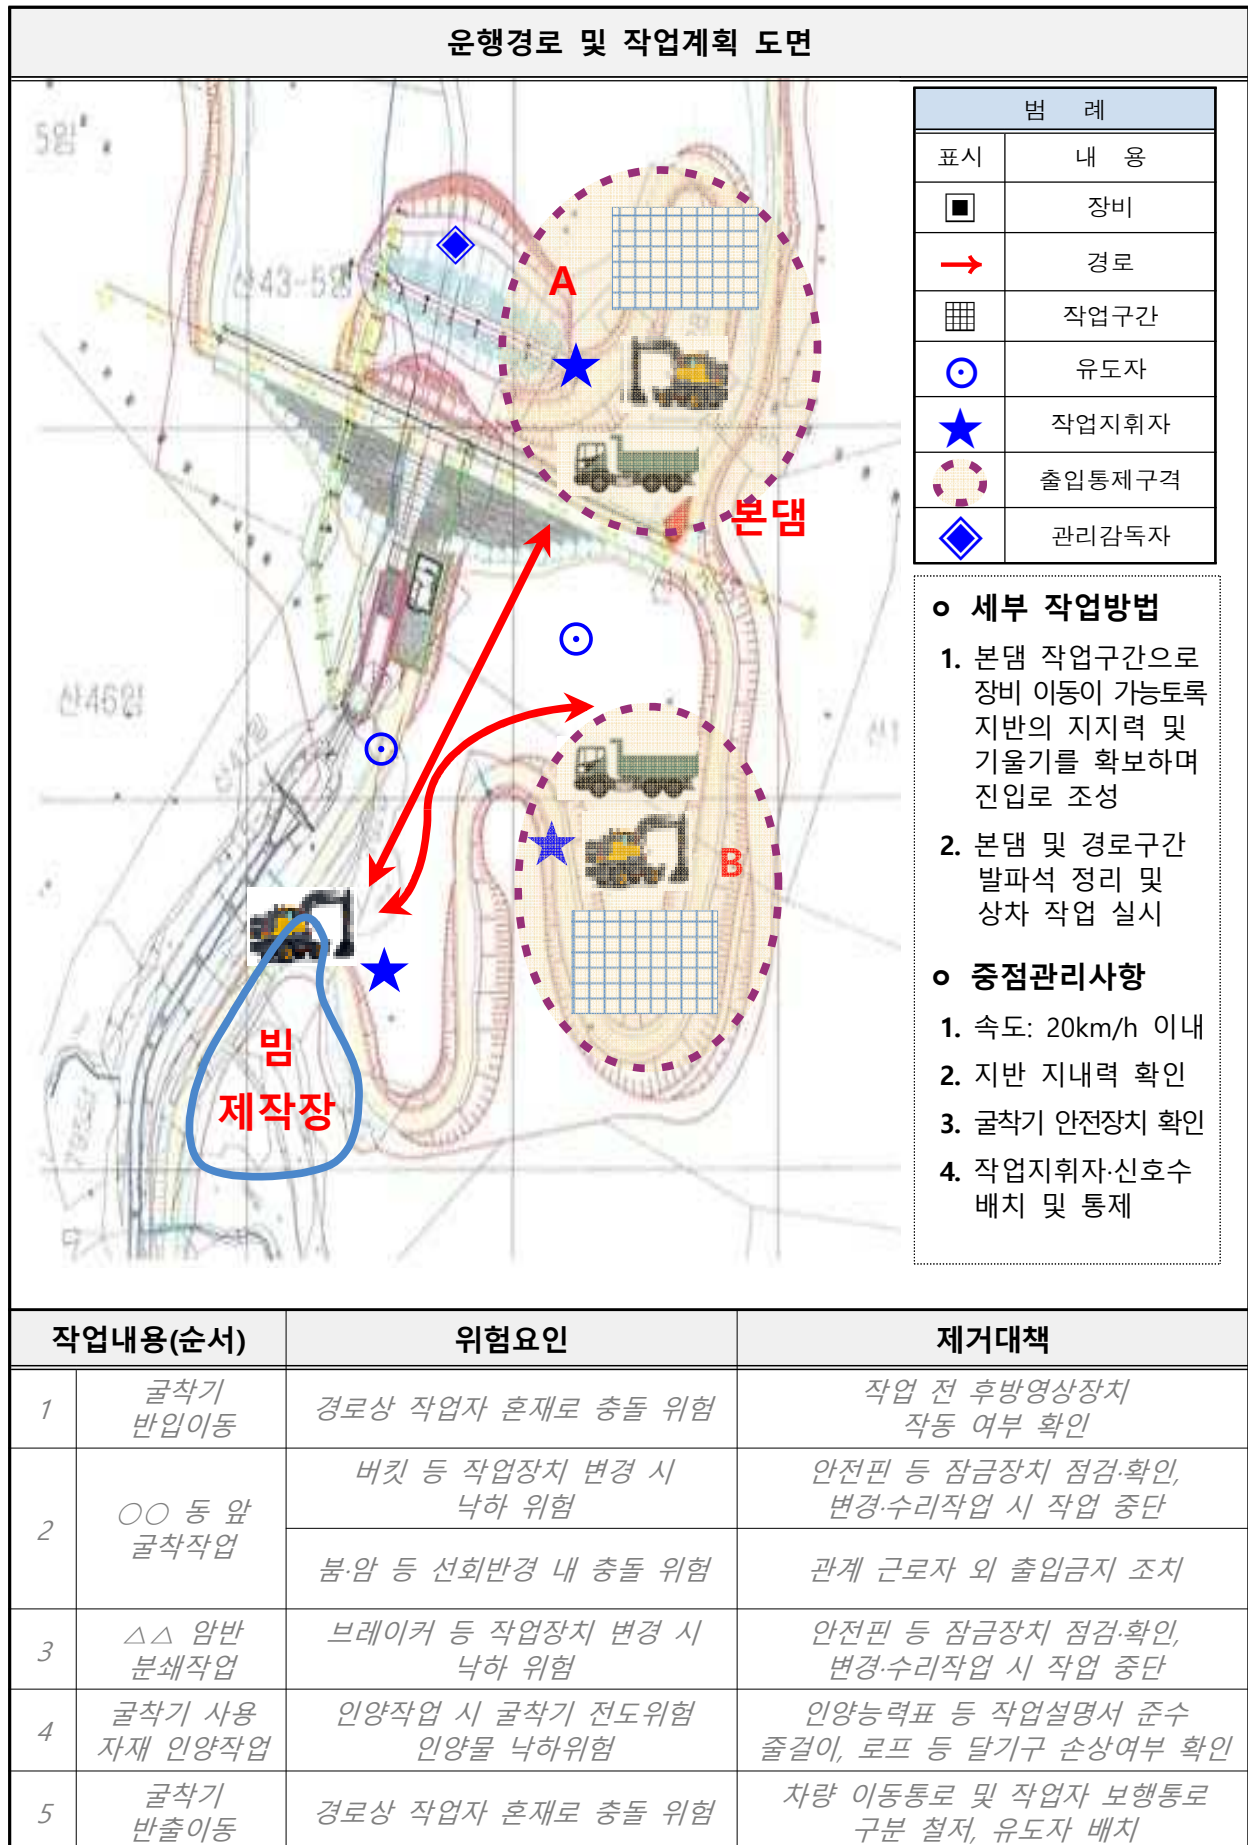 운행경로 및 작업계획 도면
5임
산43-5임
산46임
A
본댐
B
빔
제작장
범 례
표시 내 용
장비
경로
작업구간
유도자
작업지휘자
출입통제구격
관리감독자
ㅇ 세부 작업방법
1. 본댐 작업구간으로
장비 이동이 가능토록
지반의 지지력 및
기울기를 확보하며
진입로 조성
2. 본댐 및 경로구간
발파석 정리 및
상차 작업 실시
ㅇ 중점관리사항
1. 속도: 20km/h 이내
2. 지반 지내력 확인
3. 굴착기 안전장치 확인
4. 작업지휘자·신호수
배치 및 통제
작업내용(순서) 위험요인 제거대책
1 굴착기
반입이동
경로상 작업자 혼재로 충돌 위험
작업 전 후방영상장치
작동 여부 확인
2 ○○ 동 앞
굴착작업
버킷 등 작업장치 변경 시
낙하 위험
안전핀 등 잠금장치 점검·확인,
변경·수리작업 시 작업 중단
붐·암 등 선회반경 내 충돌 위험
관계 근로자 외 출입금지 조치
3 △△ 암반
분쇄작업
브레이커 등 작업장치 변경 시
낙하 위험
안전핀 등 잠금장치 점검·확인,
변경·수리작업 시 작업 중단
4 굴착기 사용
자재 인양작업
인양작업 시 굴착기 전도위험
인양물 낙하위험
인양능력표 등 작업설명서 준수
줄걸이, 로프 등 달기구 손상여부 확인
5 굴착기
반출이동
경로상 작업자 혼재로 충돌 위험
차량 이동통로 및 작업자 보행통로
구분 철저, 유도자 배치